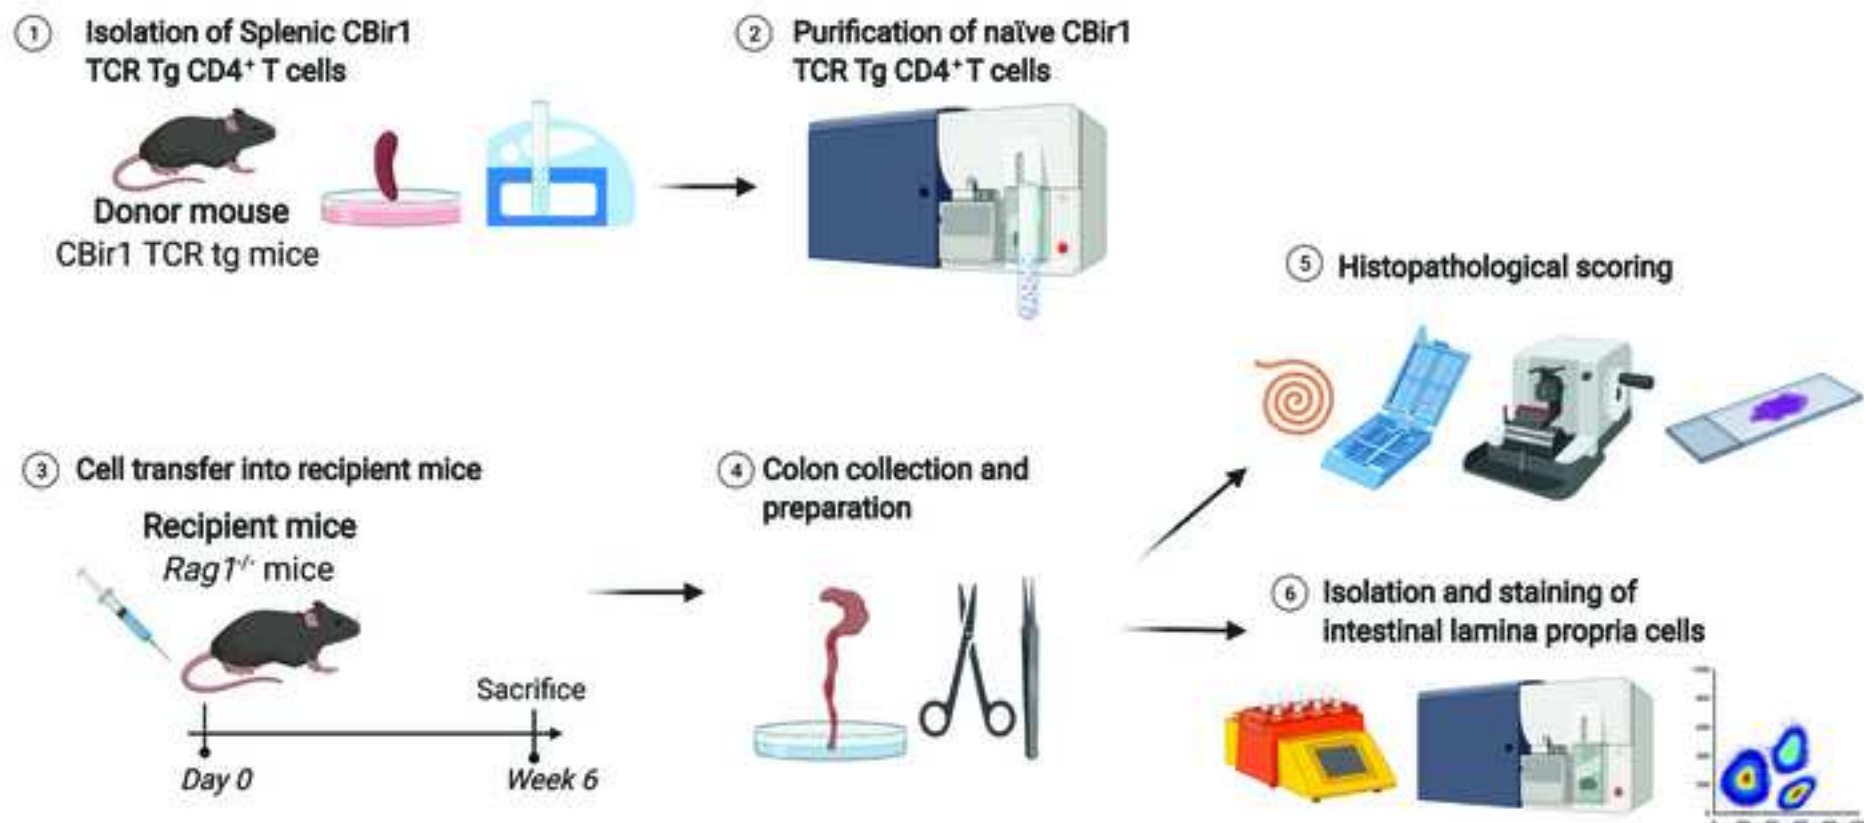 1 Isolation of Splenic CBir1
TCR Tg CD4⁺ T cells
Donor mouse
CBir1 TCR tg mice
2 Purification of naïve CBir1
TCR Tg CD4⁺ T cells
3 Cell transfer into recipient mice
Recipient mice
Rag1⁻/⁻ mice
Sacrifice
Day 0
Week 6
4 Colon collection and
preparation
5 Histopathological scoring
6 Isolation and staining of
intestinal lamina propria cells